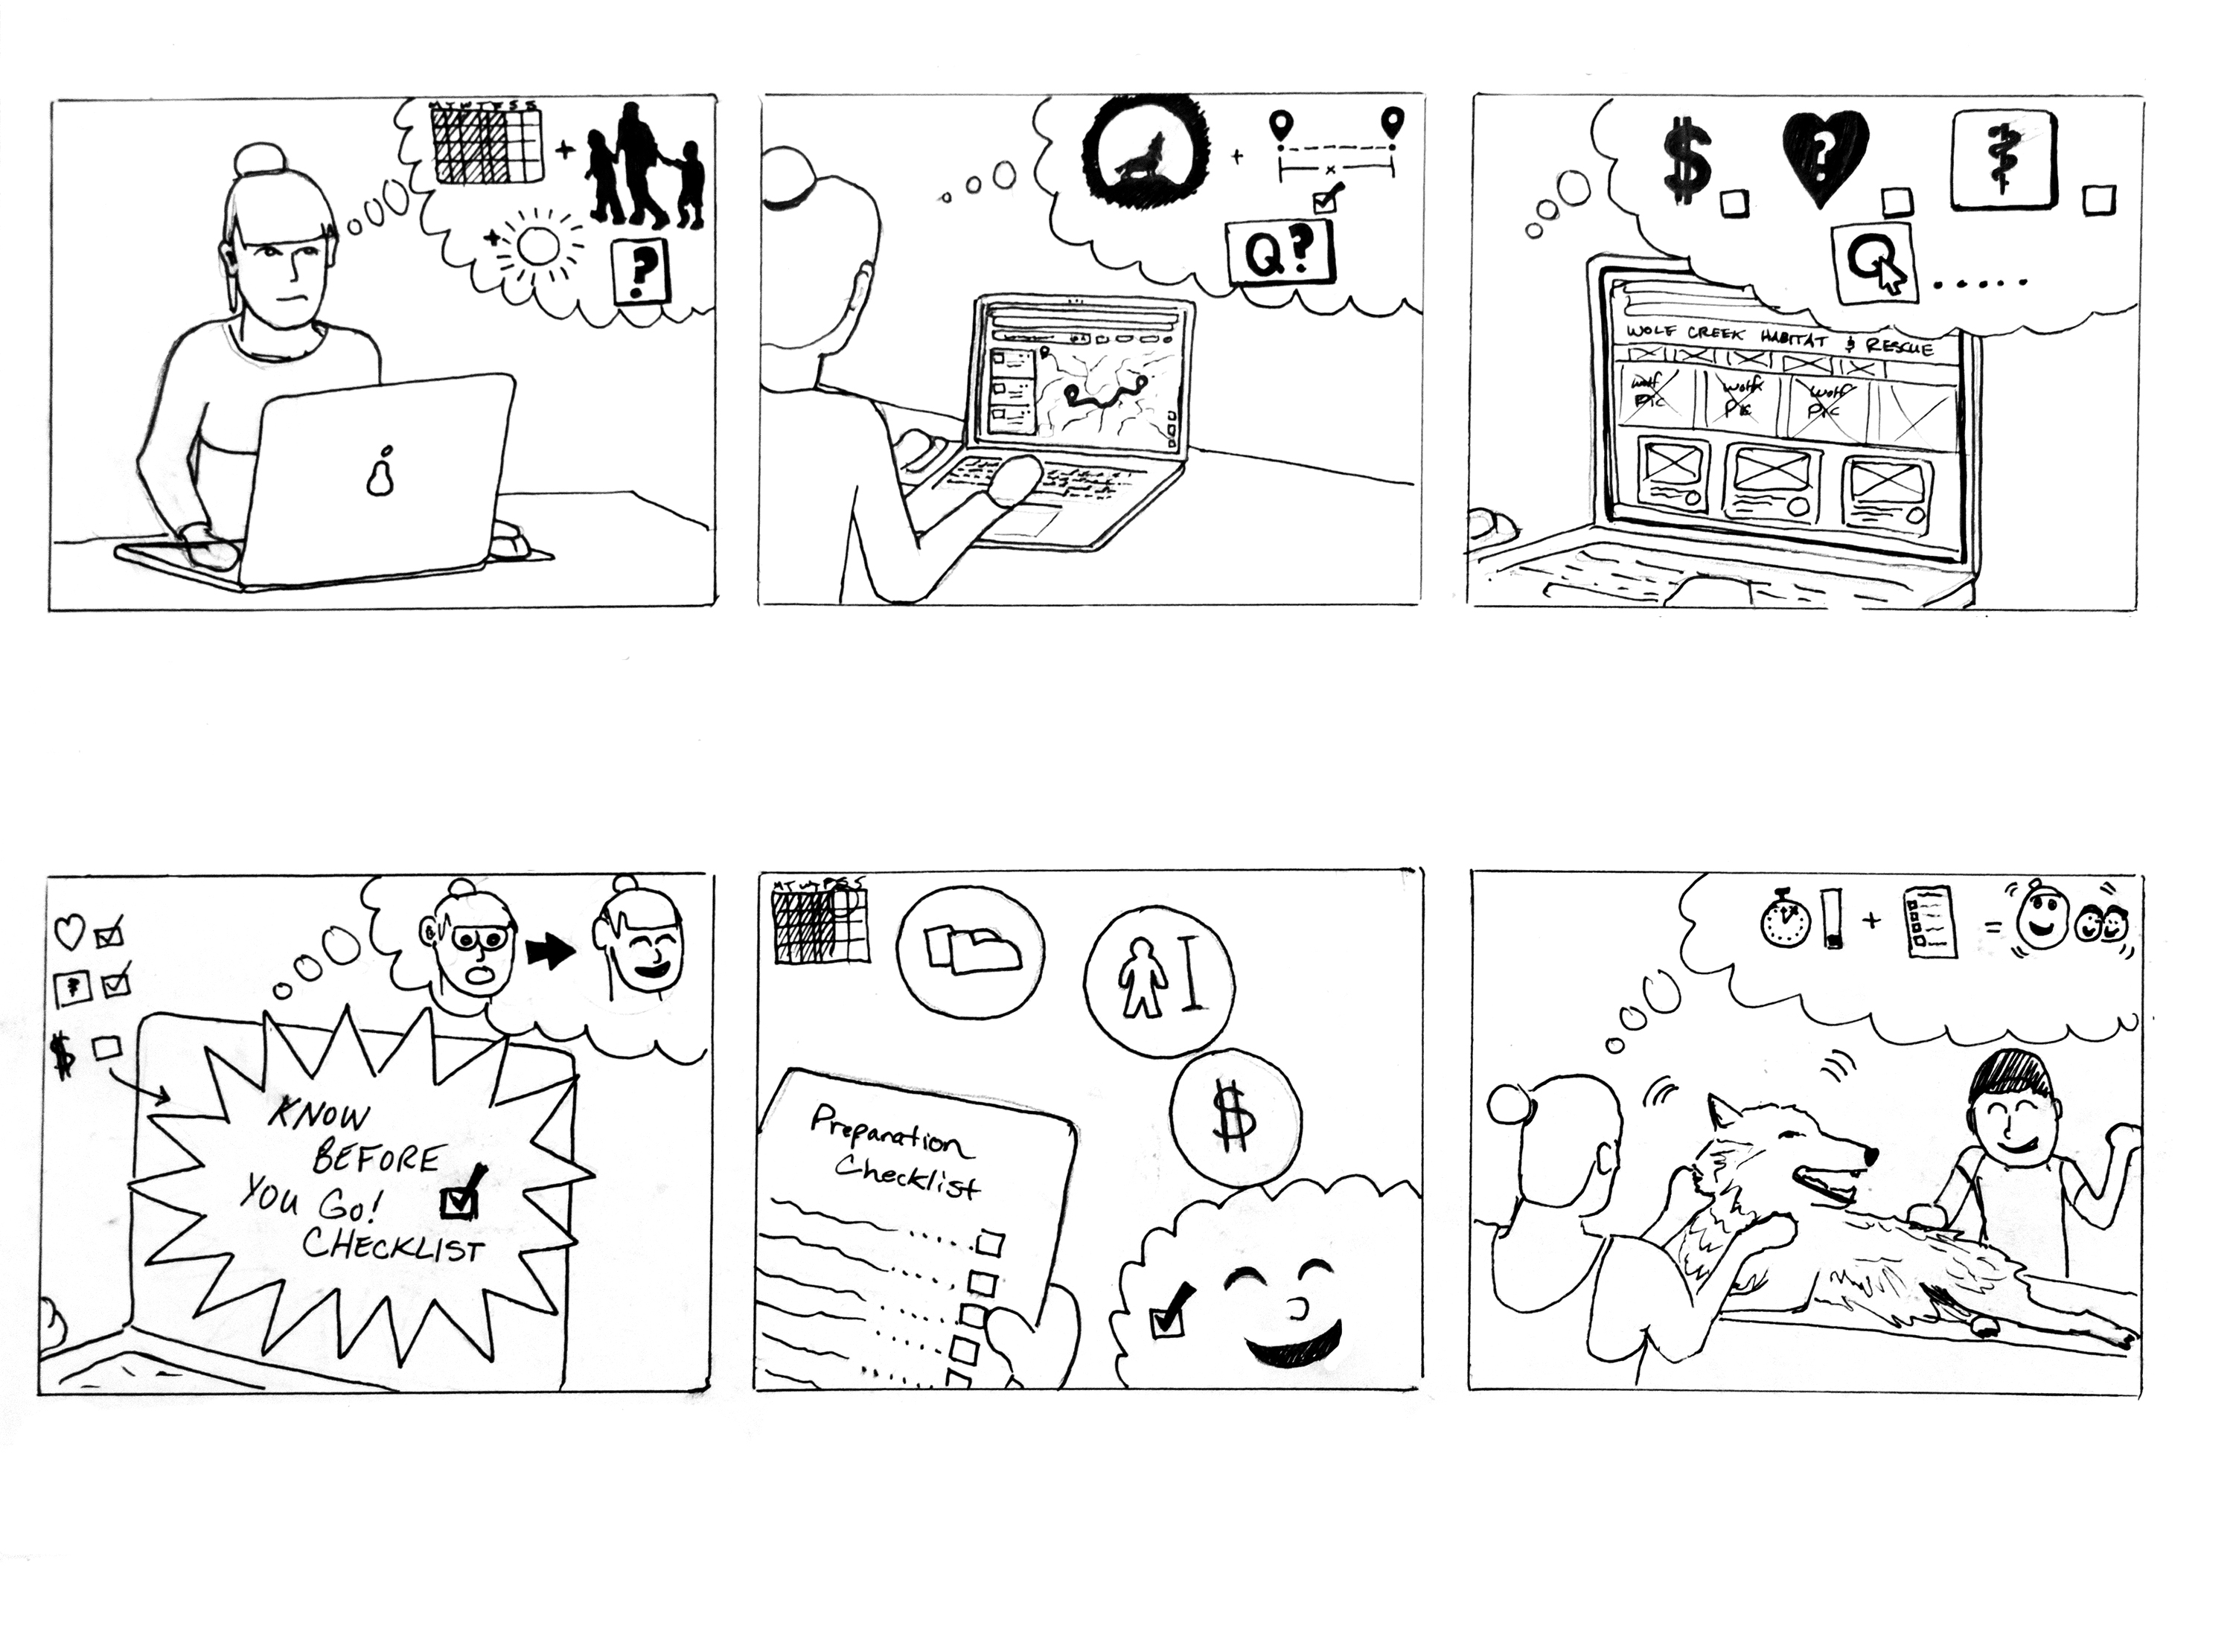 M T W T F S S
+
+
?
+
x
Q?
$
?
Q .....
WOLF CREEK HABITAT & RESCUE
wolf
Pic
wolf
Pic
wolf
Pic
$
KNOW
BEFORE
YOU GO!
CHECKLIST
M T W T F S S
$
Preparation
Checklist
+
=